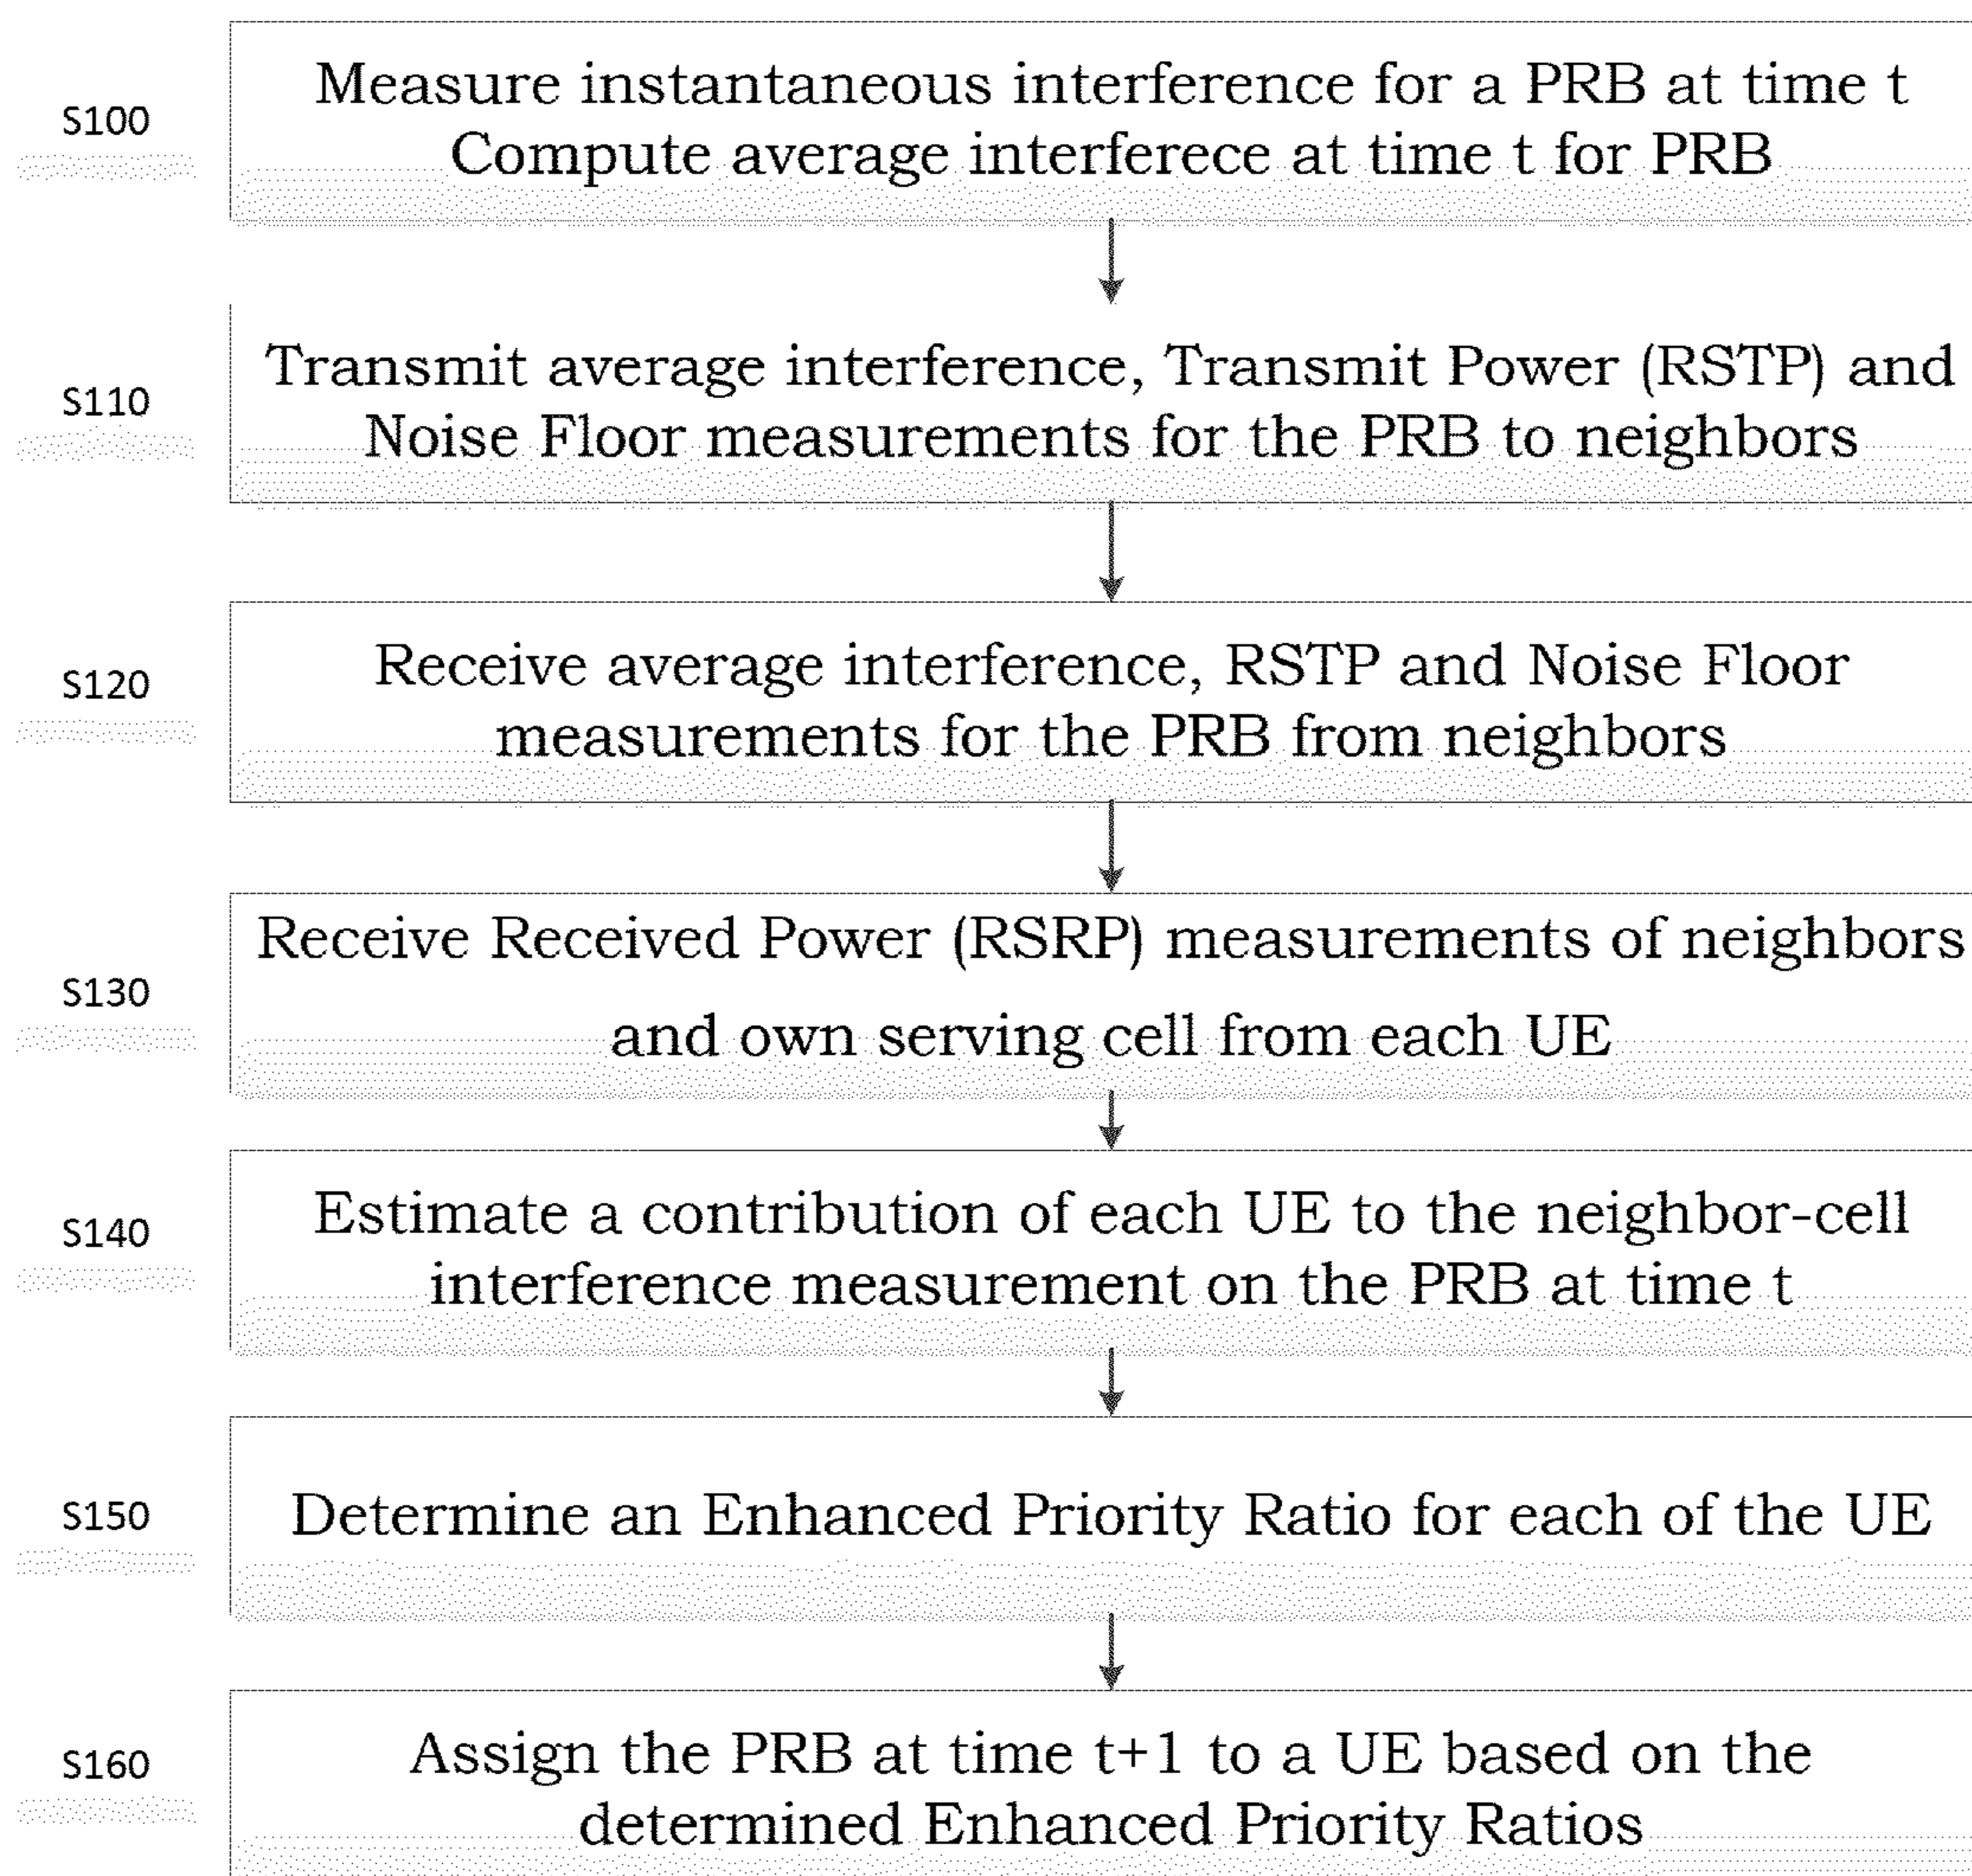 S100
Measure instantaneous interference for a PRB at time t
Compute average interferece at time t for PRB
S110
Transmit average interference, Transmit Power (RSTP) and
Noise Floor measurements for the PRB to neighbors
S120
Receive average interference, RSTP and Noise Floor
measurements for the PRB from neighbors
S130
Receive Received Power (RSRP) measurements of neighbors
and own serving cell from each UE
S140
Estimate a contribution of each UE to the neighbor-cell
interference measurement on the PRB at time t
S150
Determine an Enhanced Priority Ratio for each of the UE
S160
Assign the PRB at time t+1 to a UE based on the
determined Enhanced Priority Ratios